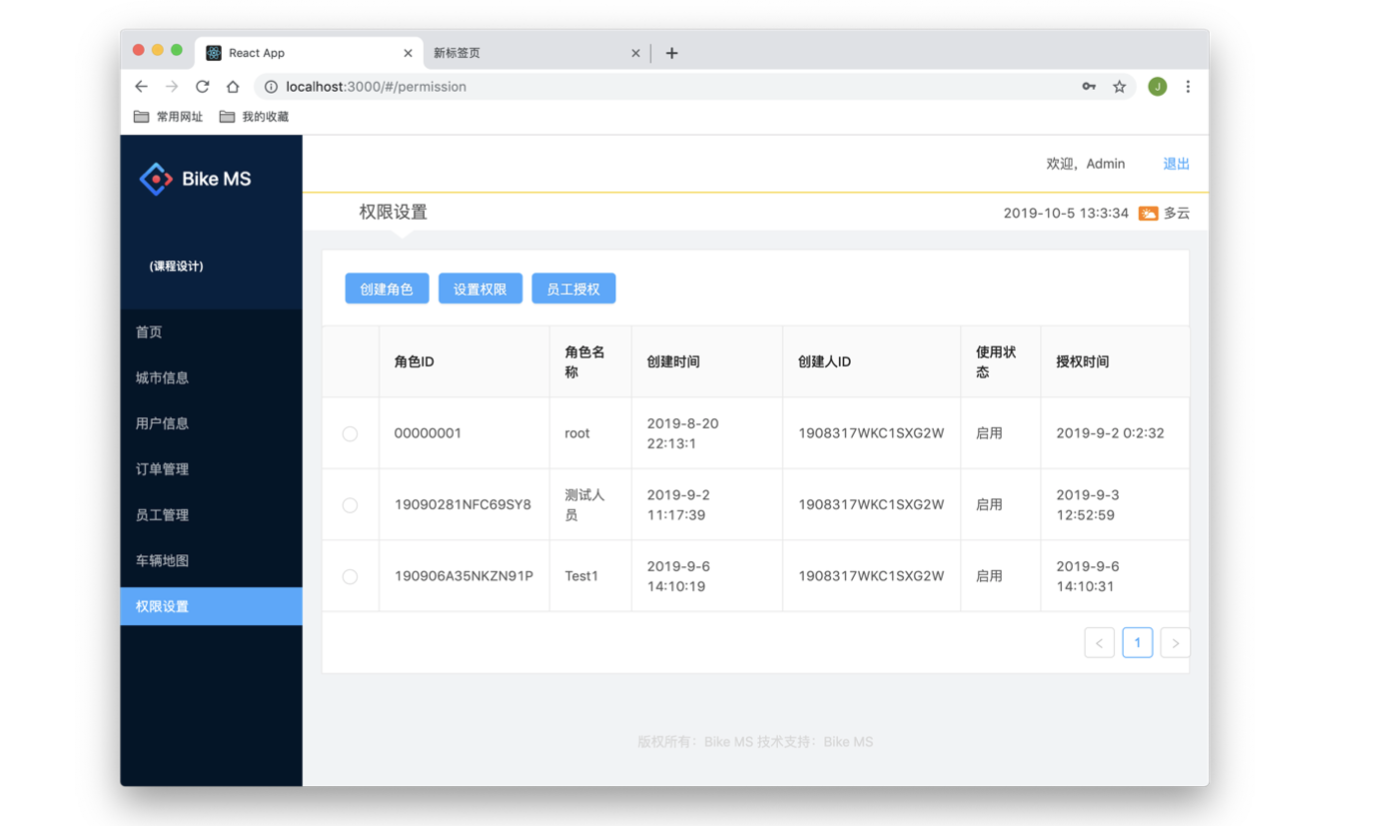 React App
新标签页
localhost:3000/#/permission
J
常用网址 我的收藏
Bike MS
欢迎，Admin 退出
权限设置
2019-10-5 13:3:34 多云
(课程设计)
首页
城市信息
用户信息
订单管理
员工管理
车辆地图
权限设置
创建角色 设置权限 员工授权
角色ID 角色名称 创建时间 创建人ID 使用状态 授权时间
00000001 root 2019-8-20 22:13:1 1908317WKC1SXG2W 启用 2019-9-2 0:2:32
19090281NFC69SY8 测试人员 2019-9-2 11:17:39 1908317WKC1SXG2W 启用 2019-9-3 12:52:59
190906A35NKZN91P Test1 2019-9-6 14:10:19 1908317WKC1SXG2W 启用 2019-9-6 14:10:31
< 1 >
版权所有：Bike MS 技术支持：Bike MS